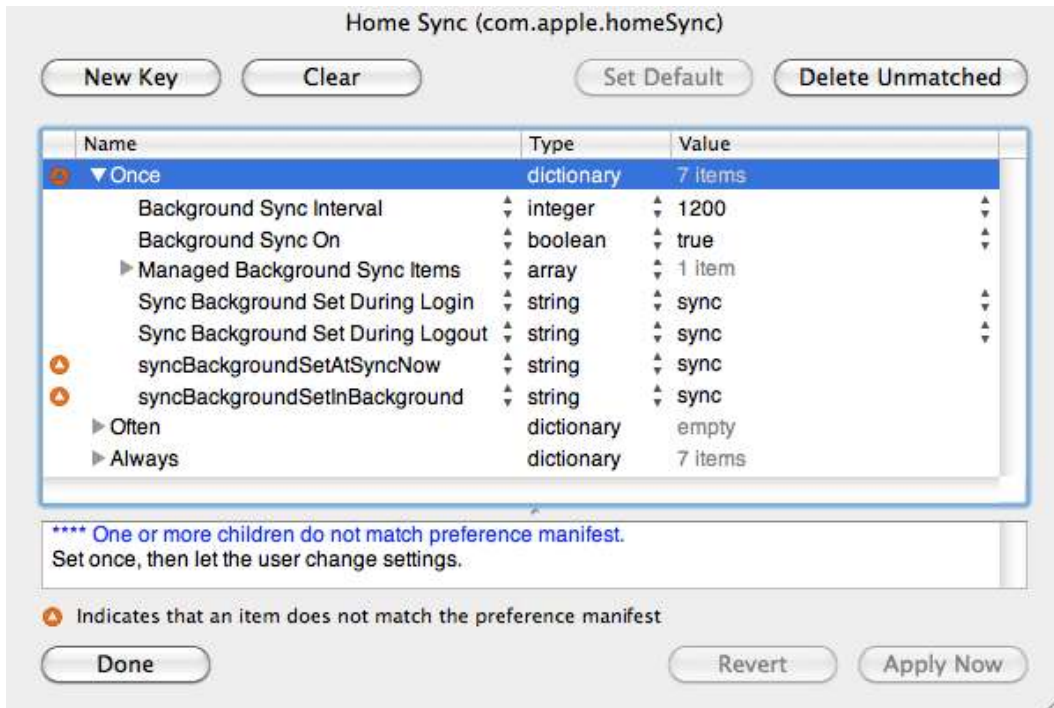 Home Sync (com.apple.homeSync)
New Key Clear Set Default Delete Unmatched
Name Type Value
Once dictionary 7 items
Background Sync Interval integer 1200
Background Sync On boolean true
Managed Background Sync Items array 1 item
Sync Background Set During Login string sync
Sync Background Set During Logout string sync
syncBackgroundSetAtSyncNow string sync
syncBackgroundSetInBackground string sync
Often dictionary empty
Always dictionary 7 items
**** One or more children do not match preference manifest.
Set once, then let the user change settings.
Indicates that an item does not match the preference manifest
Done Revert Apply Now